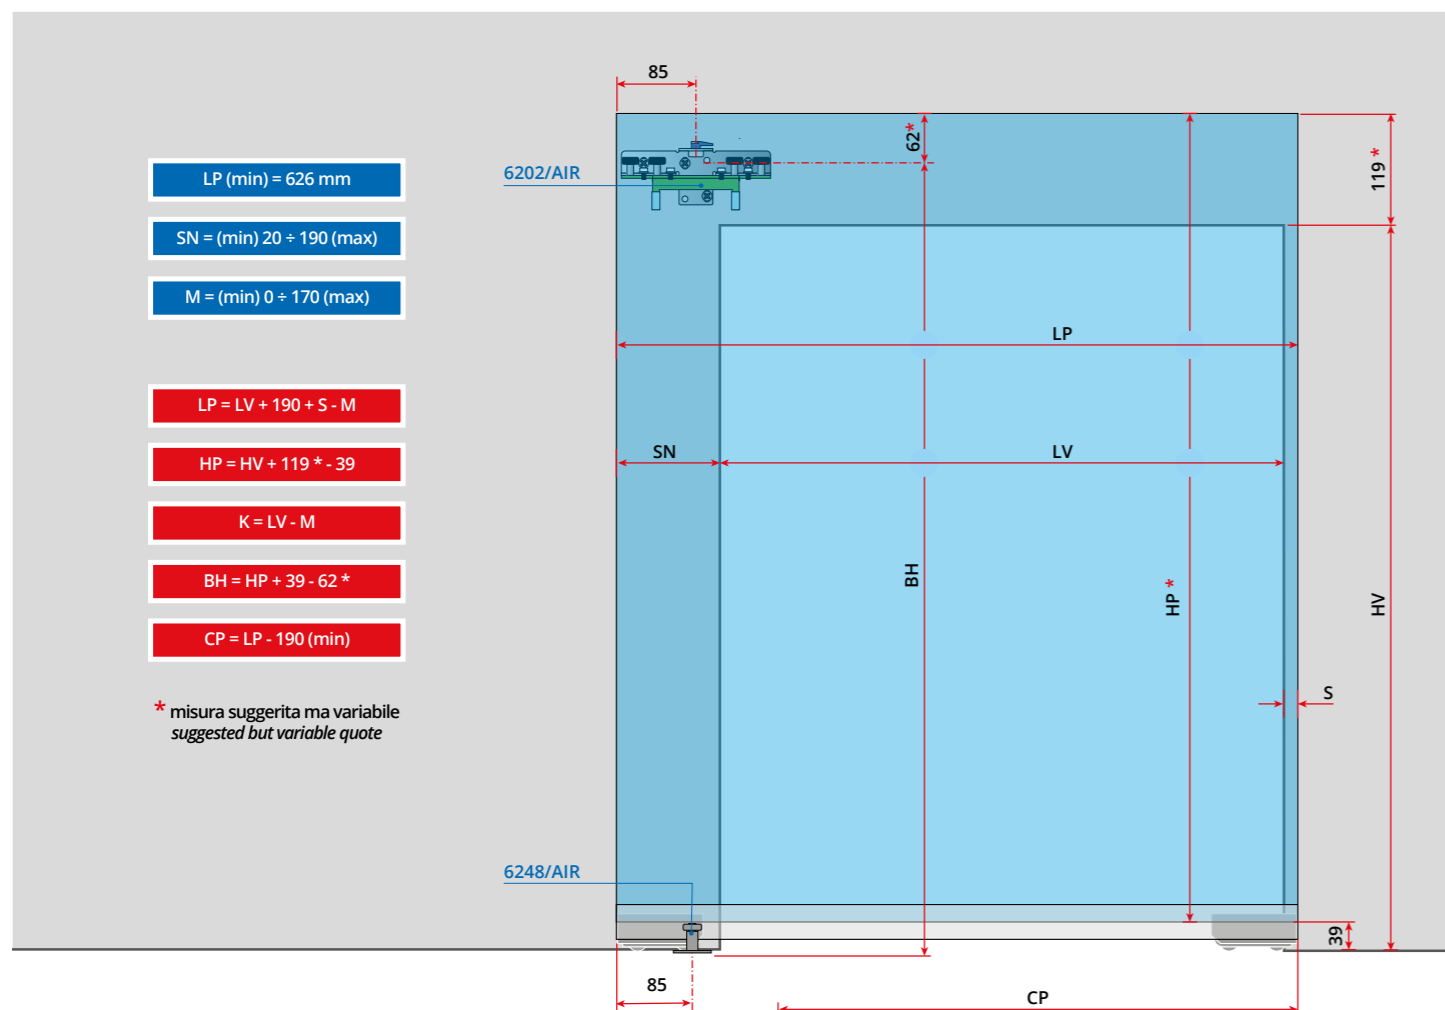 85
62*
119 *
6202/AIR
LP (min) = 626 mm
SN = (min) 20 ÷ 190 (max)
M = (min) 0 ÷ 170 (max)
LP
LP = LV + 190 + S - M
HP = HV + 119 * - 39
SN
LV
K = LV - M
BH = HP + 39 - 62 *
BH
HP *
HV
CP = LP - 190 (min)
S
* misura suggerita ma variabile
suggested but variable quote
6248/AIR
39
85
CP